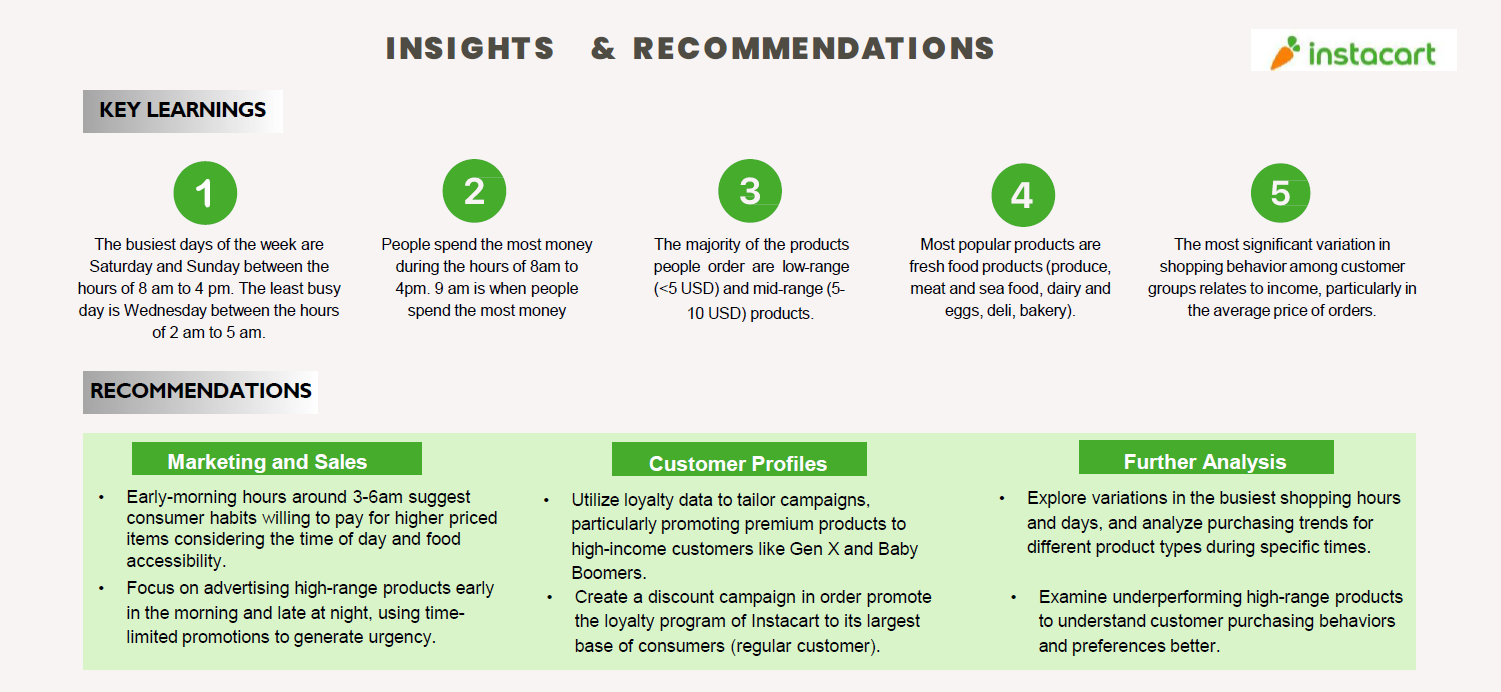 INSIGHTS & RECOMMENDATIONS
instacart
KEY LEARNINGS
1
The busiest days of the week are
Saturday and Sunday between the
hours of 8 am to 4 pm. The least busy
day is Wednesday between the hours
of 2 am to 5 am.
2
People spend the most money
during the hours of 8am to
4pm. 9 am is when people
spend the most money
3
The majority of the products
people order are low-range
(<5 USD) and mid-range (5-
10 USD) products.
4
Most popular products are
fresh food products (produce,
meat and sea food, dairy and
eggs, deli, bakery).
5
The most significant variation in
shopping behavior among customer
groups relates to income, particularly in
the average price of orders.
RECOMMENDATIONS
Marketing and Sales
• Early-morning hours around 3-6am suggest
consumer habits willing to pay for higher priced
items considering the time of day and food
accessibility.
• Focus on advertising high-range products early
in the morning and late at night, using time-
limited promotions to generate urgency.
Customer Profiles
• Utilize loyalty data to tailor campaigns,
particularly promoting premium products to
high-income customers like Gen X and Baby
Boomers.
• Create a discount campaign in order promote
the loyalty program of Instacart to its largest
base of consumers (regular customer).
Further Analysis
• Explore variations in the busiest shopping hours
and days, and analyze purchasing trends for
different product types during specific times.
• Examine underperforming high-range products
to understand customer purchasing behaviors
and preferences better.